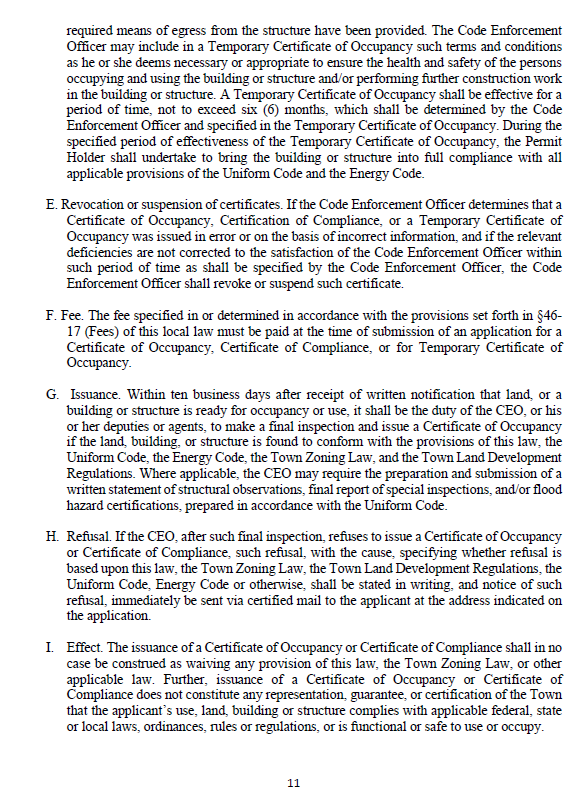 required means of egress from the structure have been provided. The Code Enforcement
Officer may include in a Temporary Certificate of Occupancy such terms and conditions
as he or she deems necessary or appropriate to ensure the health and safety of the persons
occupying and using the building or structure and/or performing further construction work
in the building or structure. A Temporary Certificate of Occupancy shall be effective for a
period of time, not to exceed six (6) months, which shall be determined by the Code
Enforcement Officer and specified in the Temporary Certificate of Occupancy. During the
specified period of effectiveness of the Temporary Certificate of Occupancy, the Permit
Holder shall undertake to bring the building or structure into full compliance with all
applicable provisions of the Uniform Code and the Energy Code.
E. Revocation or suspension of certificates. If the Code Enforcement Officer determines that a
Certificate of Occupancy, Certification of Compliance, or a Temporary Certificate of
Occupancy was issued in error or on the basis of incorrect information, and if the relevant
deficiencies are not corrected to the satisfaction of the Code Enforcement Officer within
such period of time as shall be specified by the Code Enforcement Officer, the Code
Enforcement Officer shall revoke or suspend such certificate.
F. Fee. The fee specified in or determined in accordance with the provisions set forth in §46-
17 (Fees) of this local law must be paid at the time of submission of an application for a
Certificate of Occupancy, Certificate of Compliance, or for Temporary Certificate of
Occupancy.
G. Issuance. Within ten business days after receipt of written notification that land, or a
building or structure is ready for occupancy or use, it shall be the duty of the CEO, or his
or her deputies or agents, to make a final inspection and issue a Certificate of Occupancy
if the land, building, or structure is found to conform with the provisions of this law, the
Uniform Code, the Energy Code, the Town Zoning Law, and the Town Land Development
Regulations. Where applicable, the CEO may require the preparation and submission of a
written statement of structural observations, final report of special inspections, and/or flood
hazard certifications, prepared in accordance with the Uniform Code.
H. Refusal. If the CEO, after such final inspection, refuses to issue a Certificate of Occupancy
or Certificate of Compliance, such refusal, with the cause, specifying whether refusal is
based upon this law, the Town Zoning Law, the Town Land Development Regulations, the
Uniform Code, Energy Code or otherwise, shall be stated in writing, and notice of such
refusal, immediately be sent via certified mail to the applicant at the address indicated on
the application.
I. Effect. The issuance of a Certificate of Occupancy or Certificate of Compliance shall in no
case be construed as waiving any provision of this law, the Town Zoning Law, or other
applicable law. Further, issuance of a Certificate of Occupancy or Certificate of
Compliance does not constitute any representation, guarantee, or certification of the Town
that the applicant's use, land, building or structure complies with applicable federal, state
or local laws, ordinances, rules or regulations, or is functional or safe to use or occupy.
11